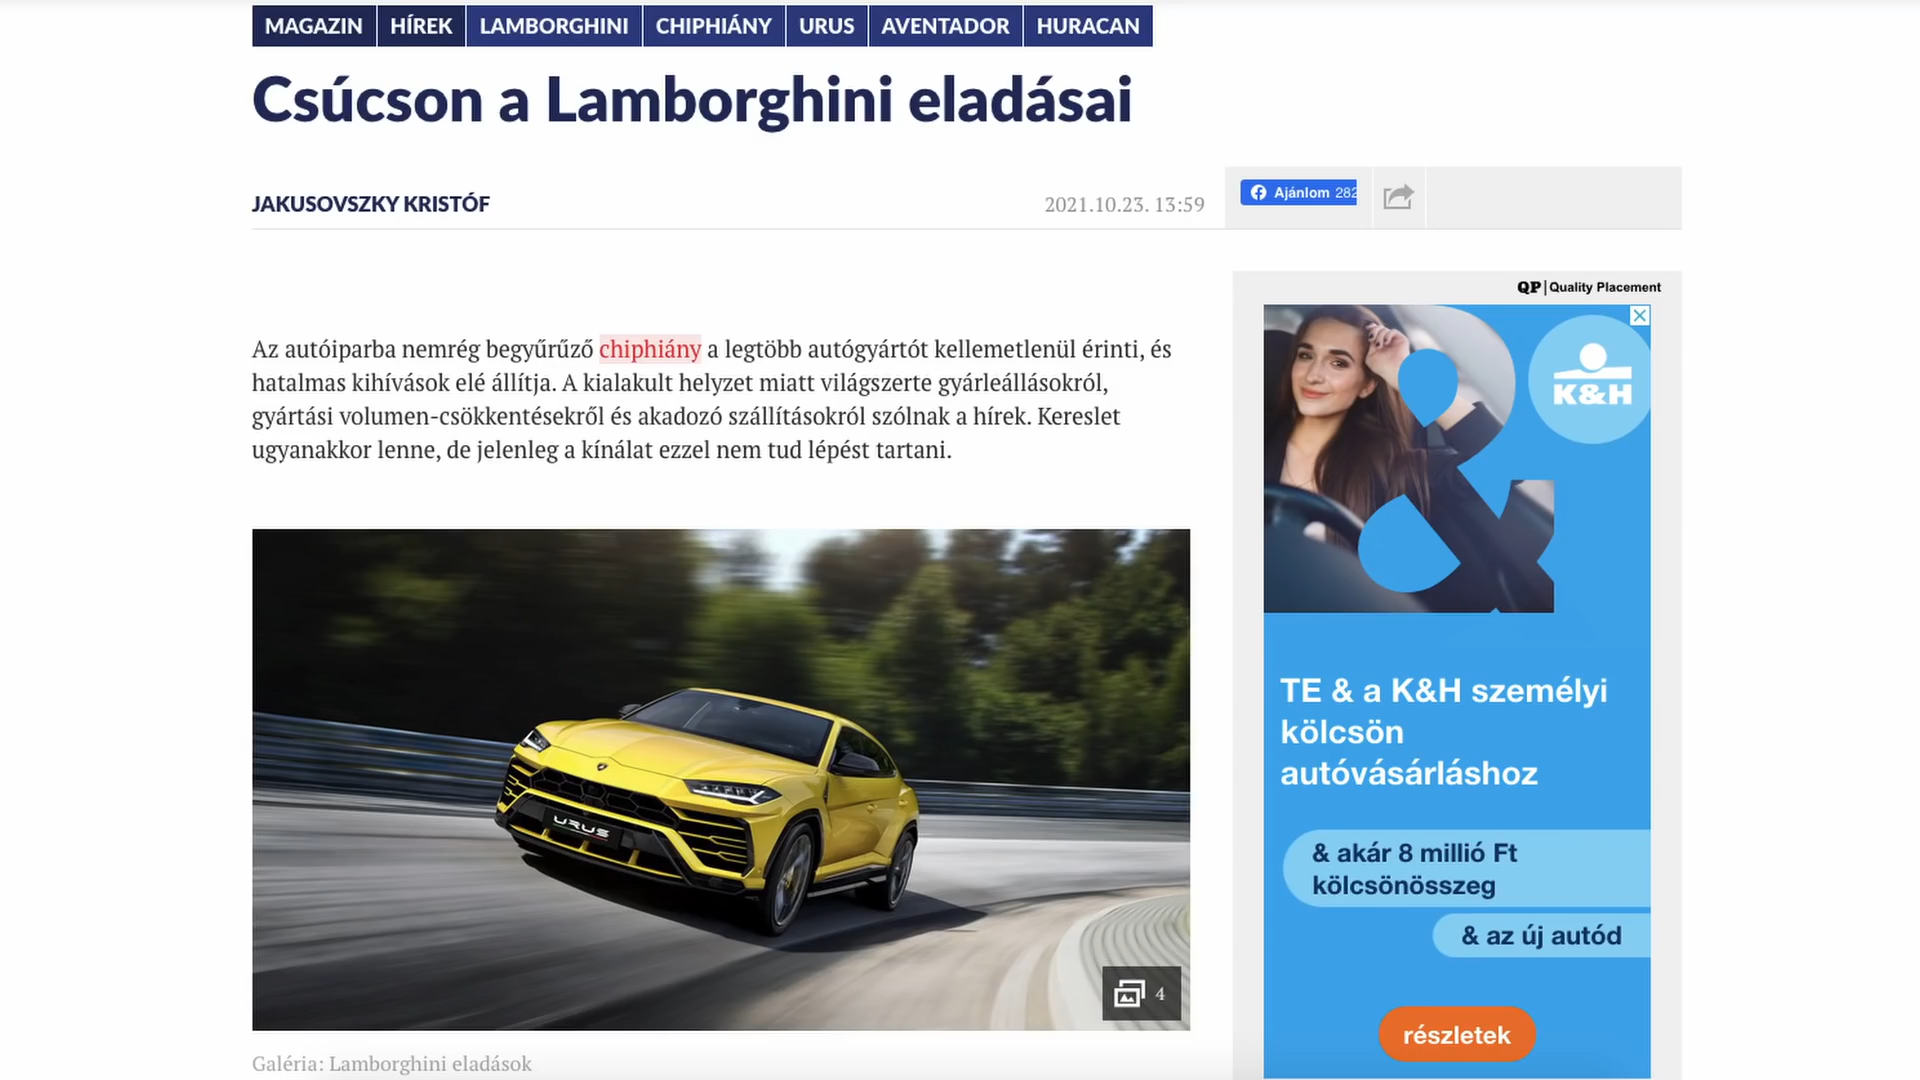 MAGAZIN HÍREK LAMBORGHINI CHIPHIÁNY URUS AVENTADOR HURACAN
Csúcson a Lamborghini eladásai
JAKUSOVSZKY KRISTÓF
2021.10.23. 13:59
Ajánlom 282
Az autóiparba nemrég begyűrűző chiphiány a legtöbb autógyártót kellemetlenül érinti, és
hatalmas kihívások elé állítja. A kialakult helyzet miatt világszerte gyárleállásokról,
gyártási volumen-csökkentésekről és akadozó szállításokról szólnak a hírek. Kereslet
ugyanakkor lenne, de jelenleg a kínálat ezzel nem tud lépést tartani.
URUS
4
Galéria: Lamborghini eladások
QP | Quality Placement
K&H
&
TE & a K&H személyi
kölcsön
autóvásárláshoz
& akár 8 millió Ft
kölcsönösszeg
& az új autód
részletek